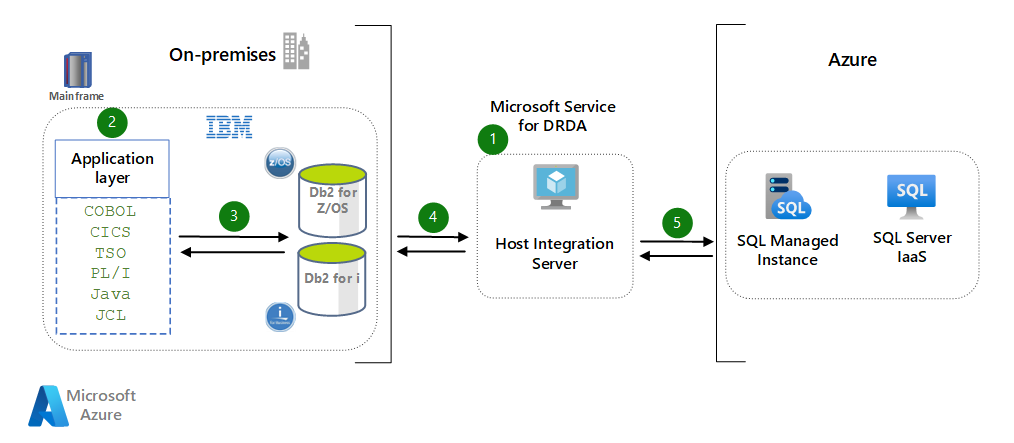 On-premises
Azure
Mainframe
Microsoft Service
for DRDA
2
IBM
1
Application
layer
z/OS
Db2 for
Z/OS
SQL
SQL
COBOL
CICS
TSO
PL/I
Java
JCL
3
4
5
Host Integration
Server
SQL Managed
Instance
SQL Server
IaaS
Db2 for i
i
Microsoft
Azure